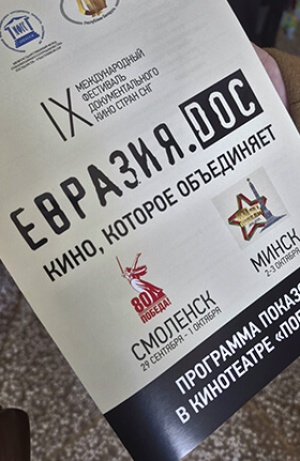 IX
МЕЖДУНАРОДНЫЙ
ФЕСТИВАЛЬ
ДОКУМЕНТАЛЬНОГО
КИНО СТРАН СНГ
ЕВРАЗИЯ.DOC
КИНО, КОТОРОЕ ОБЪЕДИНЯЕТ
80
ПОБЕДА!
СМОЛЕНСК
29 СЕНТЯБРЯ - 1 ОКТЯБРЯ
МИНСК
2-3 ОКТЯБРЯ
ПРОГРАММА ПОКАЗ
В КИНОТЕАТРЕ «ПОБ